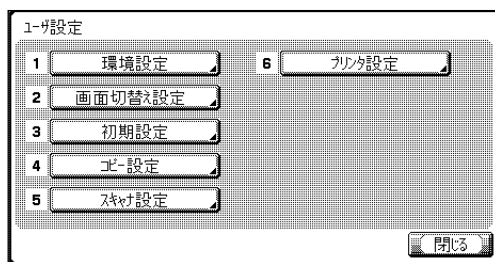 ユーザ設定
1 環境設定
2 画面切替え設定
3 初期設定
4 コピー設定
5 スキャナ設定
6 プリンタ設定
閉じる